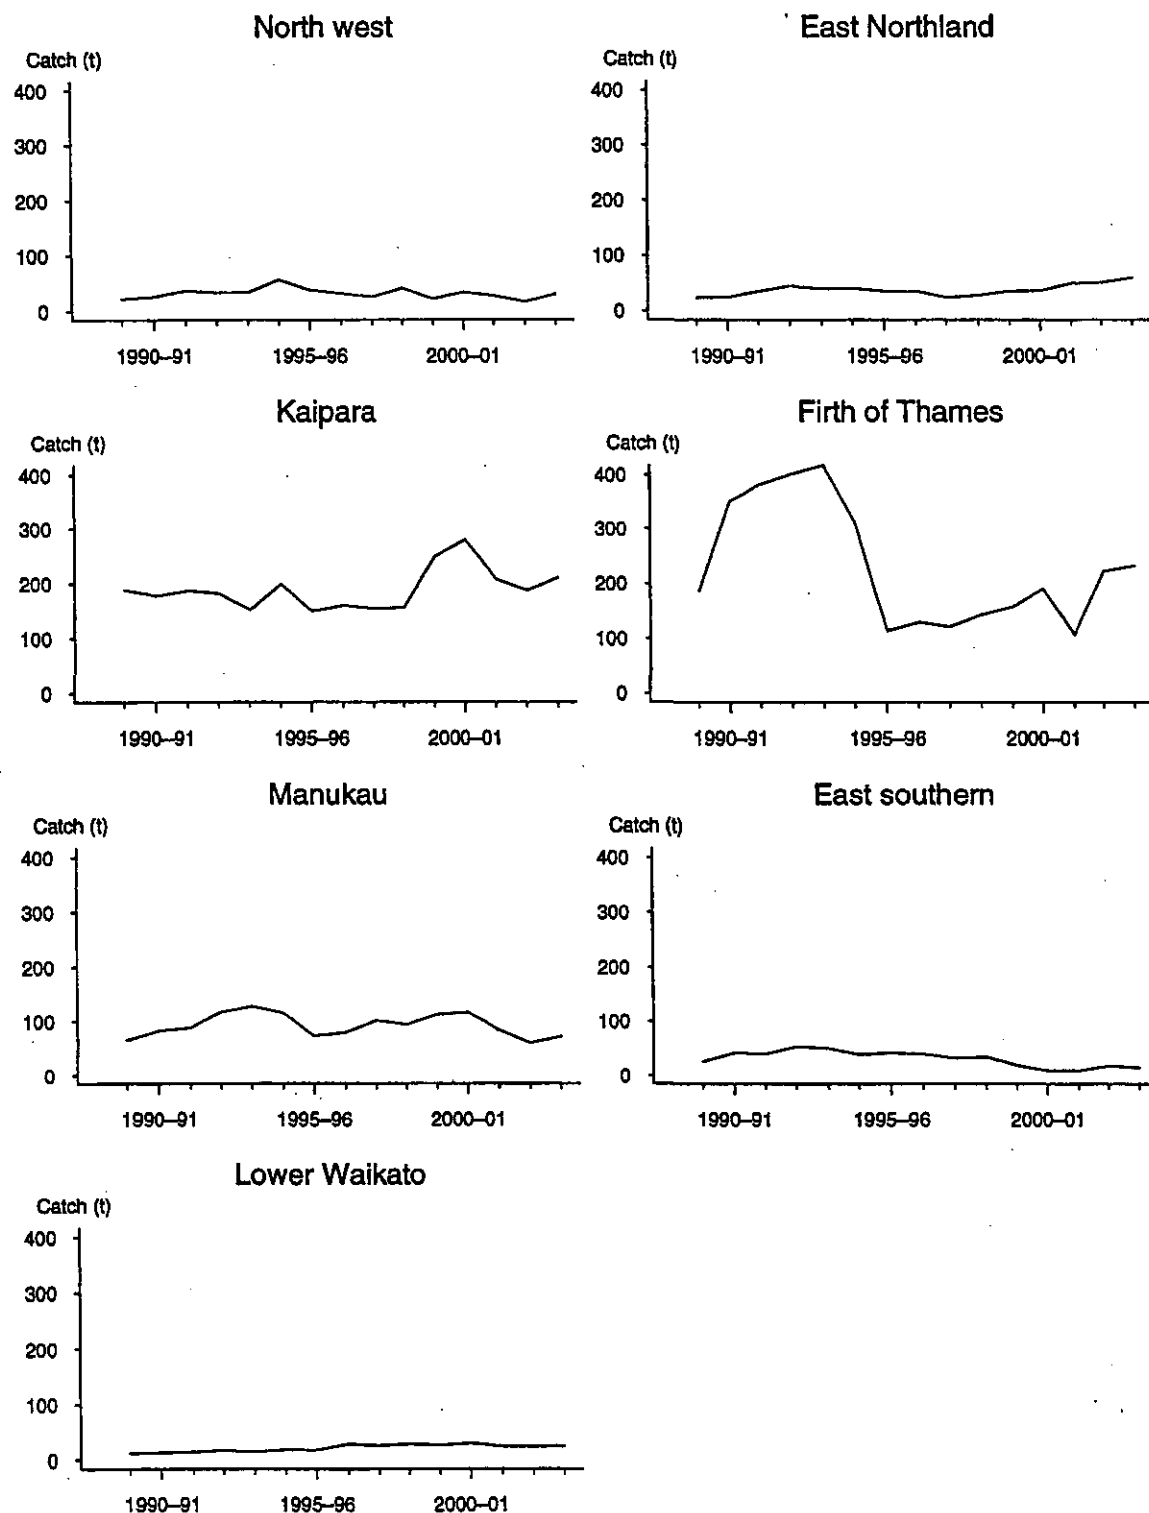 North west
Catch (t)
400
300
200
100
0
1990–91 1995–96 2000–01
East Northland
Catch (t)
400
300
200
100
0
1990–91 1995–96 2000–01
Kaipara
Catch (t)
400
300
200
100
0
1990–91 1995–96 2000–01
Firth of Thames
Catch (t)
400
300
200
100
0
1990–91 1995–96 2000–01
Manukau
Catch (t)
400
300
200
100
0
1990–91 1995–96 2000–01
East southern
Catch (t)
400
300
200
100
0
1990–91 1995–96 2000–01
Lower Waikato
Catch (t)
400
300
200
100
0
1990–91 1995–96 2000–01